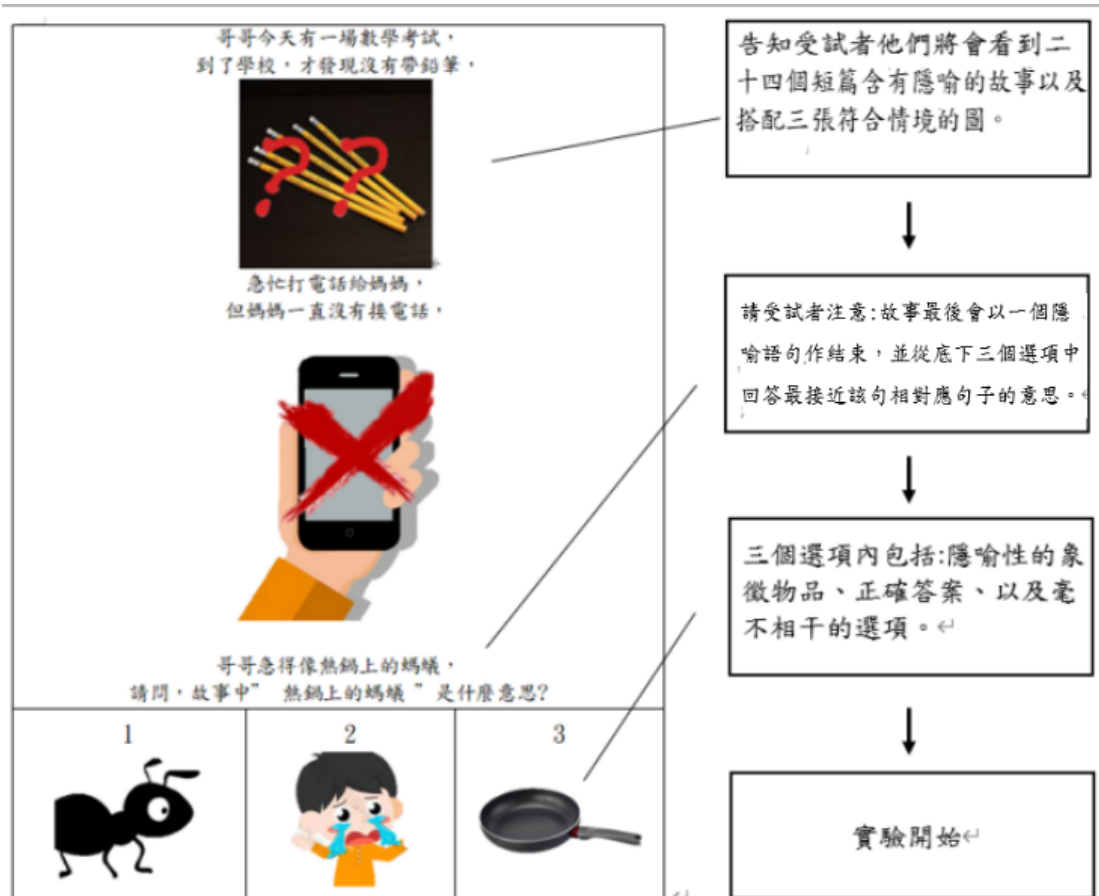 哥哥今天有一場數學考試，
到了學校，才發現沒有帶鉛筆，
急忙打電話給媽媽，
但媽媽一直沒有接電話，
哥哥急得像熱鍋上的螞蟻，
請問，故事中”熱鍋上的螞蟻”是什麼意思?
1
2
3
告知受試者他們將會看到二
十四個短篇含有隱喻的故事以及
搭配三張符合情境的圖。
請受試者注意:故事最後會以一個隱
喻語句作結束，並從底下三個選項中
回答最接近該句相對應句子的意思。
三個選項內包括:隱喻性的象
徵物品、正確答案、以及毫
不相干的選項。
實驗開始